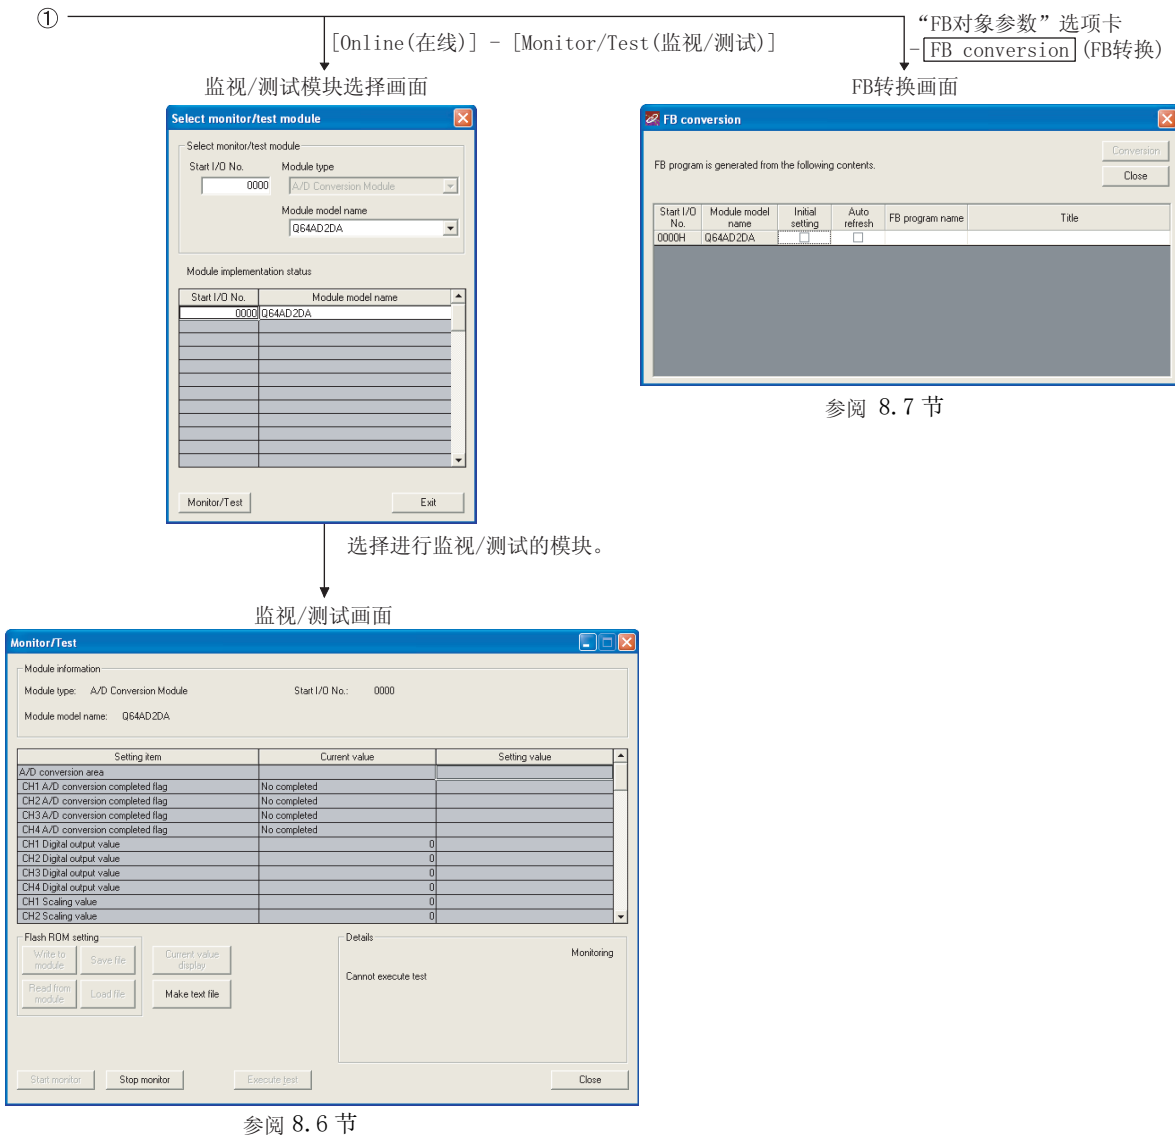 ①
[Online(在线)] - [Monitor/Test(监视/测试)]
“FB对象参数”选项卡
- FB conversion (FB转换)
监视/测试模块选择画面
Select monitor/test module
Select monitor/test module
Start I/O No.
Module type
0000
A/D Conversion Module
Module model name
Q64AD2DA
Module implementation status
Start I/O No. Module model name
0000 Q64AD2DA
Monitor/Test
Exit
FB转换画面
FB conversion
FB program is generated from the following contents.
Conversion
Close
Start I/O No. Module model name Initial setting Auto refresh FB program name Title
0000H Q64AD2DA
参阅 8.7 节
选择进行监视/测试的模块。
监视/测试画面
Monitor/Test
Module information
Module type: A/D Conversion Module Start I/O No.: 0000
Module model name: Q64AD2DA
Setting item Current value Setting value
A/D conversion area
CH1 A/D conversion completed flag No completed
CH2 A/D conversion completed flag No completed
CH3 A/D conversion completed flag No completed
CH4 A/D conversion completed flag No completed
CH1 Digital output value 0
CH2 Digital output value 0
CH3 Digital output value 0
CH4 Digital output value 0
CH1 Scaling value 0
CH2 Scaling value 0
Flash ROM setting
Write to module
Save file
Current value display
Read from module
Load file
Make text file
Details
Monitoring
Cannot execute test
Start monitor
Stop monitor
Execute test
Close
参阅 8.6 节